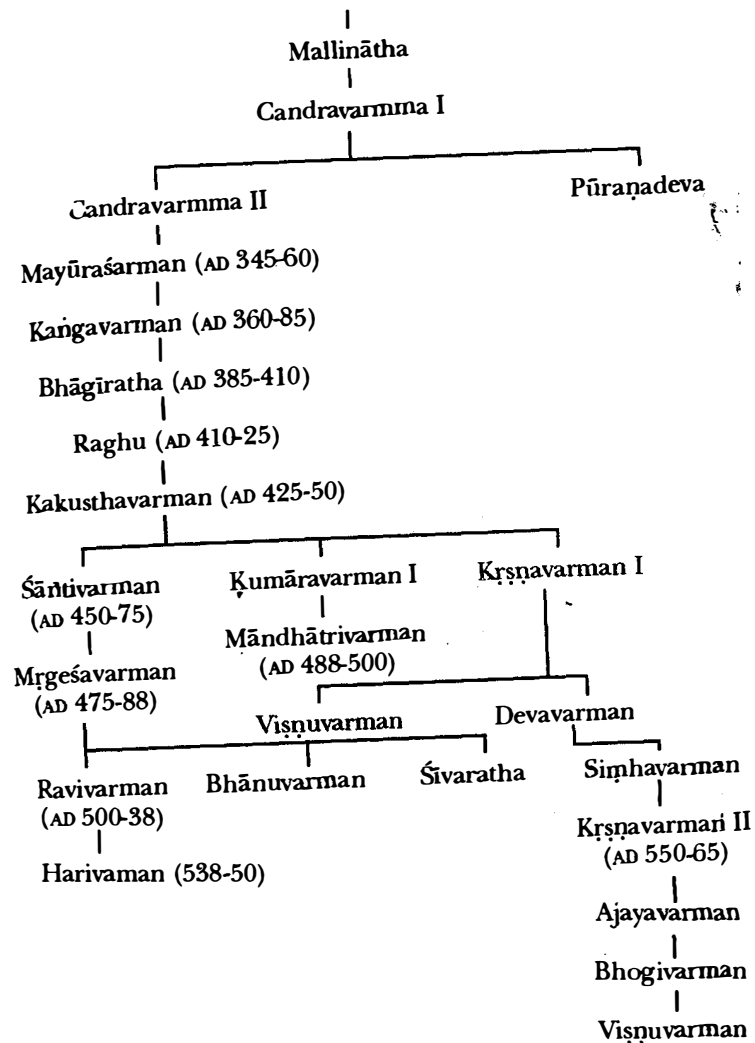 Mallinātha
Candravarmma I
Candravarmma II
Pūraṇadeva
Mayūraśarman (AD 345-60)
Kaṅgavarman (AD 360-85)
Bhāgīratha (AD 385-410)
Raghu (AD 410-25)
Kakusthavarman (AD 425-50)
Śāntivarman
(AD 450-75)
Kumāravarman I
Kṛṣṇavarman I
Māndhātrivarman
(AD 488-500)
Mṛgeśavarman
(AD 475-88)
Viṣṇuvarman
Devavarman
Ravivarman
(AD 500-38)
Bhānuvarman
Śivaratha
Siṃhavarman
Kṛṣṇavarman II
(AD 550-65)
Harivaman (538-50)
Ajayavarman
Bhogivarman
Viṣṇuvarman